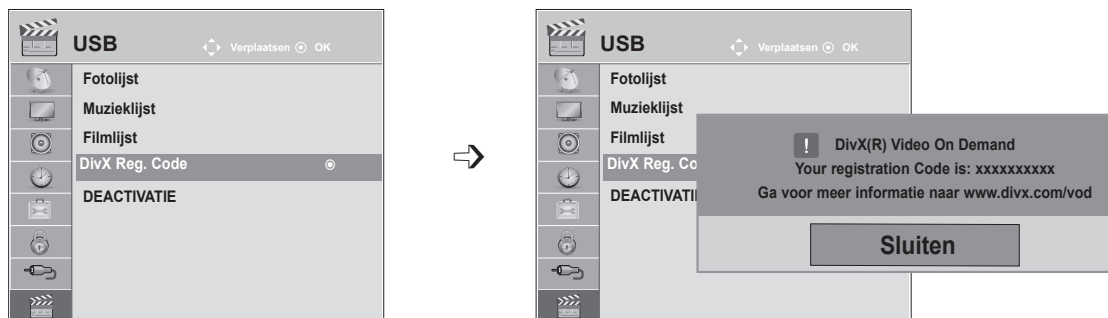 USB
Verplaatsen OK
Fotolijst
Muzieklijst
Filmlijst
DivX Reg. Code
DEACTIVATIE
USB
Verplaatsen OK
Fotolijst
Muzieklijst
Filmlijst
DivX Reg. Co
DEACTIVATI
! DivX(R) Video On Demand
Your registration Code is: xxxxxxxxxx
Ga voor meer informatie naar www.divx.com/vod
Sluiten